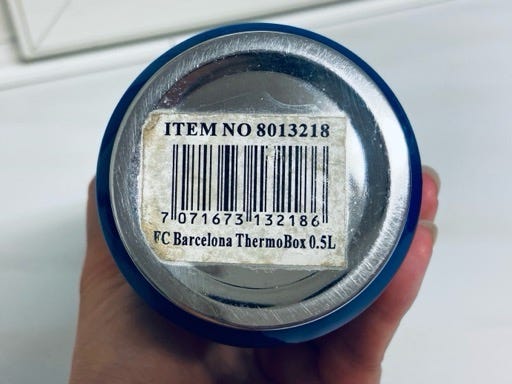 ITEM NO 8013218
7 071673 132186
FC Barcelona ThermoBox 0.5L